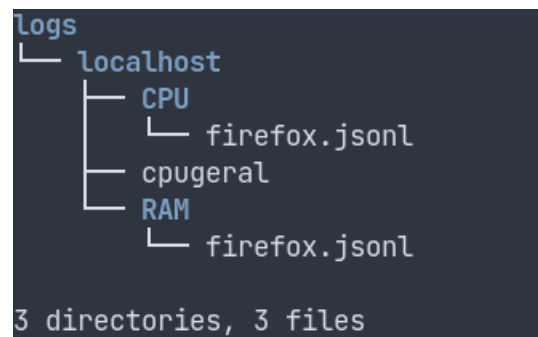 logs
└── localhost
    ├── CPU
    │   └── firefox.jsonl
    ├── cpugeral
    └── RAM
        └── firefox.jsonl

3 directories, 3 files